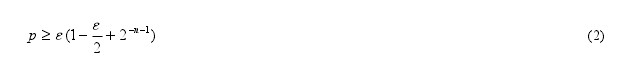 p ≥ ε (1 − ε/2 + 2^{−n−1}) (2)